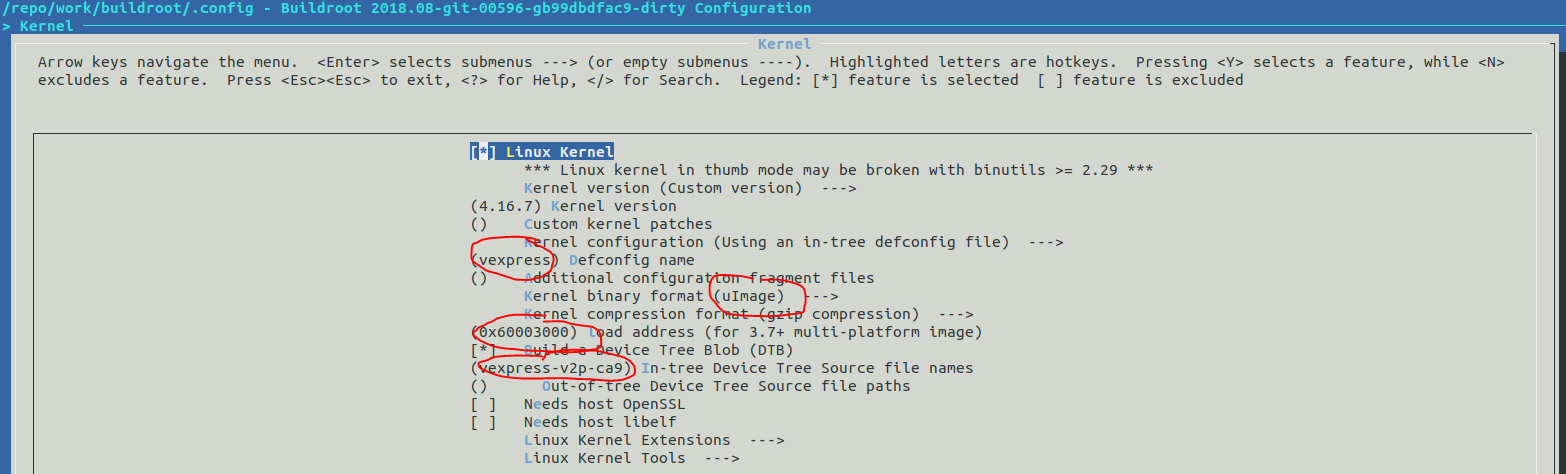 /repo/work/buildroot/.config - Buildroot 2018.08-git-00596-gb99dbdfac9-dirty Configuration
> Kernel
Kernel
Arrow keys navigate the menu.  <Enter> selects submenus ---> (or empty submenus ----).  Highlighted letters are hotkeys.  Pressing <Y> selects a feature, while <N>
excludes a feature.  Press <Esc><Esc> to exit, <?> for Help, </> for Search.  Legend: [*] feature is selected  [ ] feature is excluded
[*] Linux Kernel
*** Linux kernel in thumb mode may be broken with binutils >= 2.29 ***
Kernel version (Custom version)  --->
(4.16.7) Kernel version
()    Custom kernel patches
Kernel configuration (Using an in-tree defconfig file)  --->
(vexpress) Defconfig name
()    Additional configuration fragment files
Kernel binary format (uImage)  --->
Kernel compression format (gzip compression)  --->
(0x60003000) Load address (for 3.7+ multi-platform image)
[*]   Build a Device Tree Blob (DTB)
(vexpress-v2p-ca9) In-tree Device Tree Source file names
()      Out-of-tree Device Tree Source file paths
[ ]   Needs host OpenSSL
[ ]   Needs host libelf
Linux Kernel Extensions  --->
Linux Kernel Tools  --->